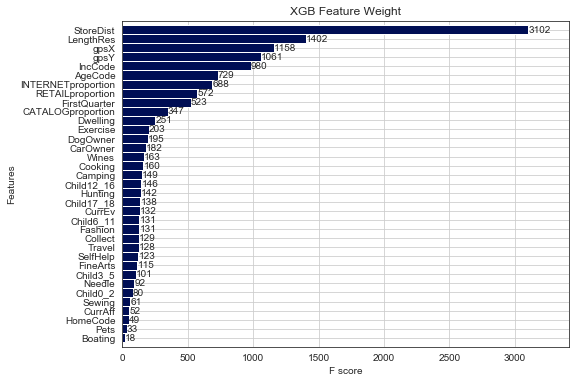 XGB Feature Weight
StoreDist 3102
LengthRes 1402
gpsX 1158
gpsY 1061
IncCode 980
AgeCode 729
INTERNETproportion 688
RETAILproportion 572
FirstQuarter 523
CATALOGproportion 347
Dwelling 251
Exercise 203
DogOwner 195
CarOwner 182
Wines 163
Cooking 160
Camping 149
Child12_16 146
Hunting 142
Child17_18 138
CurrEv 132
Child6_11 131
Fashion 131
Collect 129
Travel 128
SelfHelp 123
FineArts 115
Child3_5 101
Needle 92
Child0_2 80
Sewing 61
CurrAff 52
HomeCode 49
Pets 33
Boating 18
Features
0 500 1000 1500 2000 2500 3000
F score